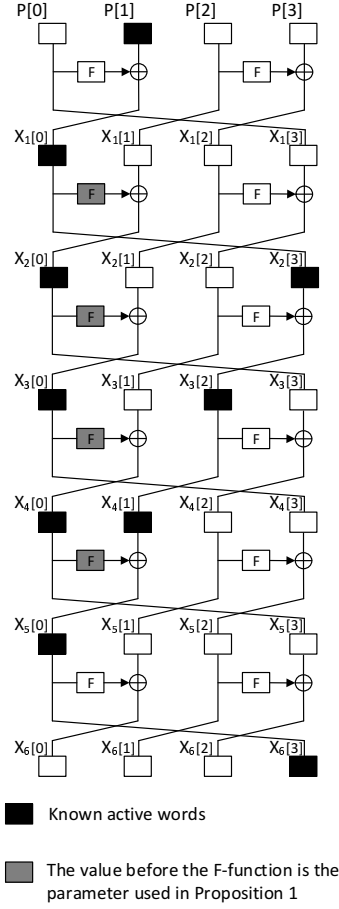 P[0] P[1] P[2] P[3]
F F
X1[0] X1[1] X1[2] X1[3]
F F
X2[0] X2[1] X2[2] X2[3]
F F
X3[0] X3[1] X3[2] X3[3]
F F
X4[0] X4[1] X4[2] X4[3]
F F
X5[0] X5[1] X5[2] X5[3]
F F
X6[0] X6[1] X6[2] X6[3]
Known active words
The value before the F-function is the
parameter used in Proposition 1